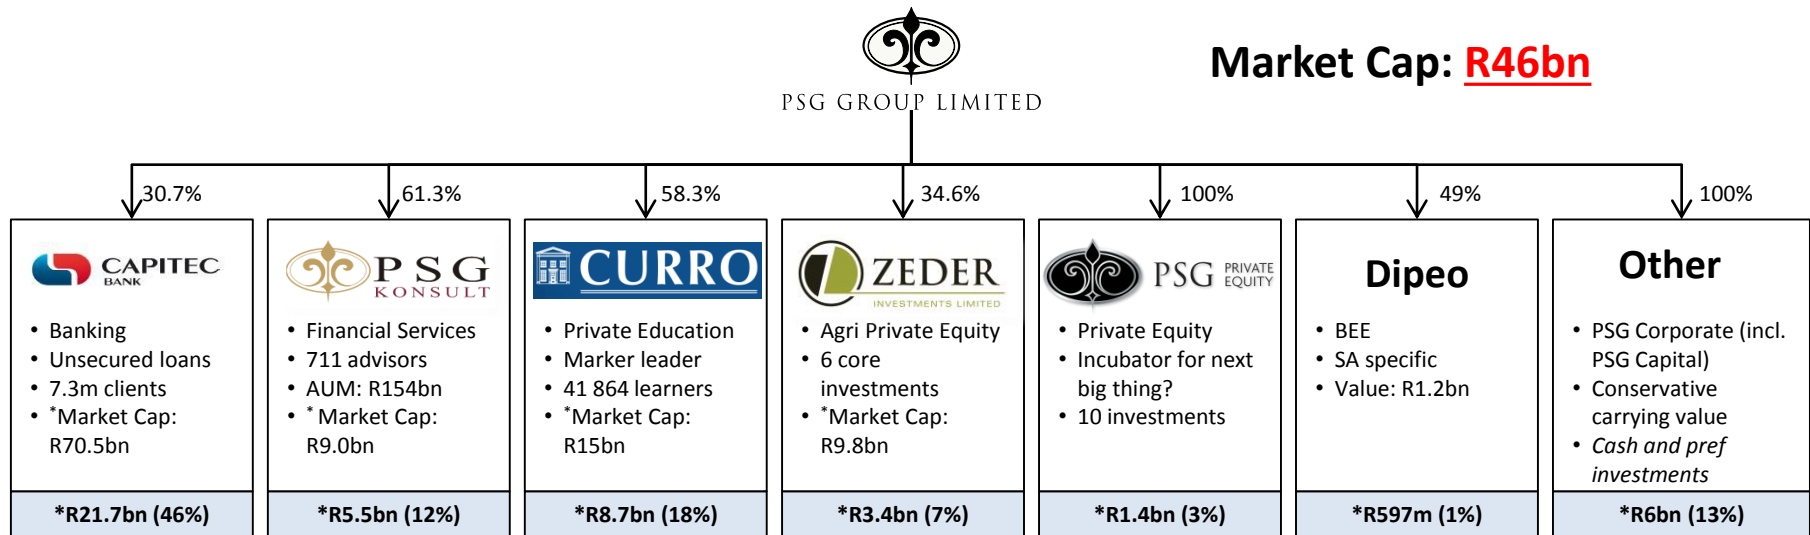 PSG GROUP LIMITED
Market Cap: R46bn
30.7%
61.3%
58.3%
34.6%
100%
49%
100%
CAPITEC
BANK
• Banking
• Unsecured loans
• 7.3m clients
• *Market Cap:
R70.5bn
*R21.7bn (46%)
PSG
KONSULT
• Financial Services
• 711 advisors
• AUM: R154bn
• * Market Cap:
R9.0bn
*R5.5bn (12%)
CURRO
• Private Education
• Marker leader
• 41 864 learners
• *Market Cap:
R15bn
*R8.7bn (18%)
ZEDER
INVESTMENTS LIMITED
• Agri Private Equity
• 6 core
investments
• *Market Cap:
R9.8bn
*R3.4bn (7%)
PSG PRIVATE
EQUITY
• Private Equity
• Incubator for next
big thing?
• 10 investments
*R1.4bn (3%)
Dipeo
• BEE
• SA specific
• Value: R1.2bn
*R597m (1%)
Other
• PSG Corporate (incl.
PSG Capital)
• Conservative
carrying value
• Cash and pref
investments
*R6bn (13%)